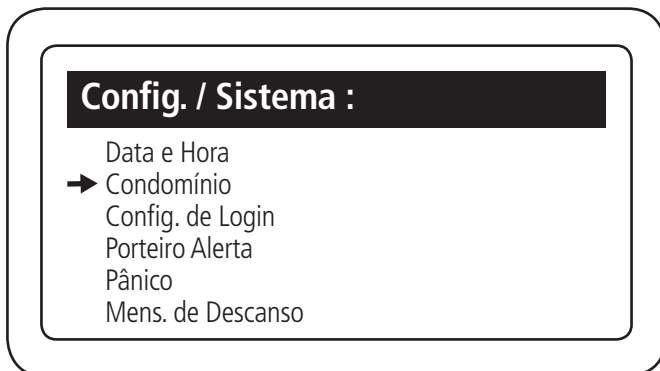 Config. / Sistema :
Data e Hora
Condomínio
Config. de Login
Porteiro Alerta
Pânico
Mens. de Descanso